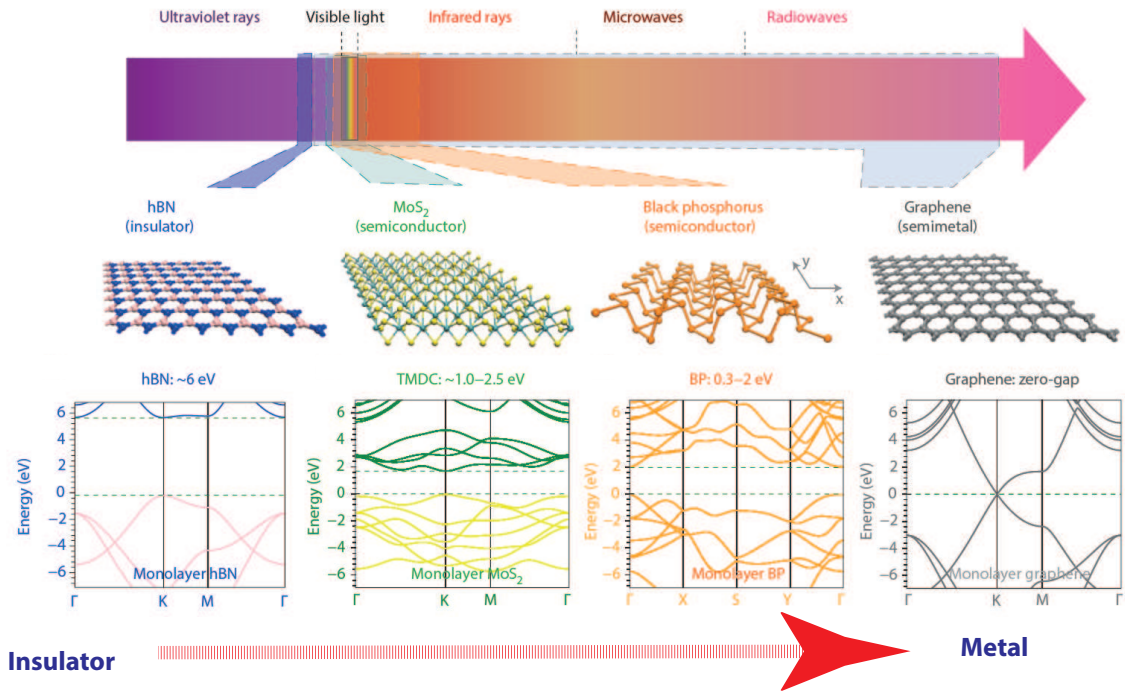 Ultraviolet rays Visible light Infrared rays Microwaves Radiowaves
hBN
(insulator)
MoS₂
(semiconductor)
Black phosphorus
(semiconductor)
Graphene
(semimetal)
y
x
hBN: ~6 eV
TMDC: ~1.0–2.5 eV
BP: 0.3–2 eV
Graphene: zero-gap
Energy (eV)
6
4
2
0
−2
−4
−6
Monolayer hBN
Γ K M Γ
Energy (eV)
6
4
2
0
−2
−4
−6
Monolayer MoS₂
Γ K M Γ
Energy (eV)
6
4
2
0
−2
−4
−6
Monolayer BP
Γ X S Y Γ
Energy (eV)
6
4
2
0
−2
−4
−6
Monolayer graphene
Γ K M Γ
Insulator
Metal